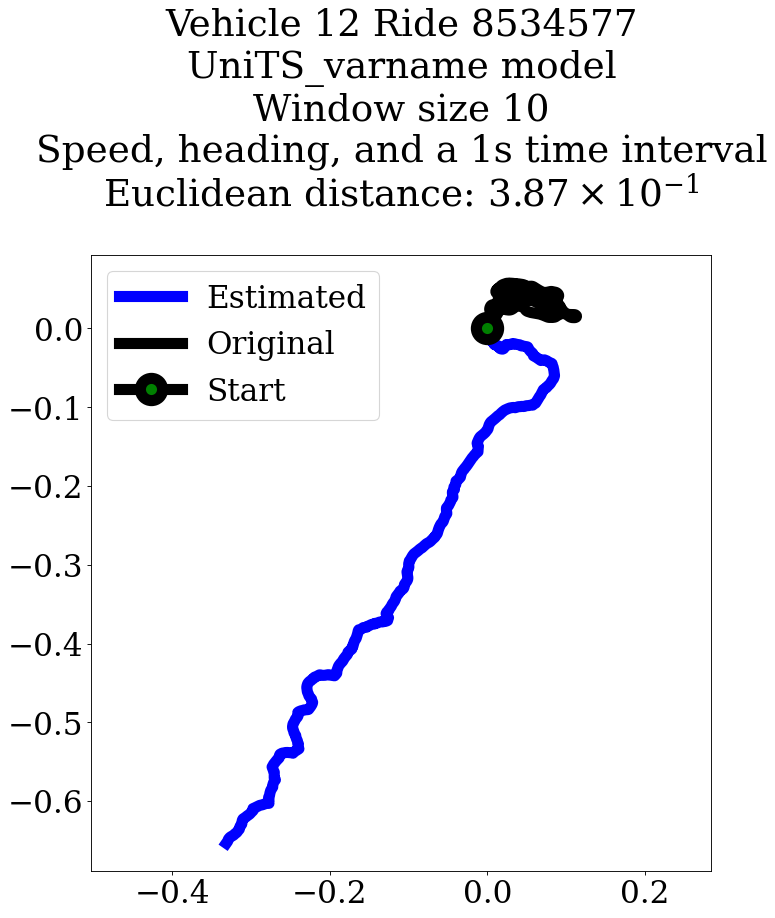 Vehicle 12 Ride 8534577
UniTS_varname model
Window size 10
Speed, heading, and a 1s time interval
Euclidean distance: 3.87 × 10⁻¹
Estimated
Original
Start
0.0
−0.1
−0.2
−0.3
−0.4
−0.5
−0.6
−0.4
−0.2
0.0
0.2